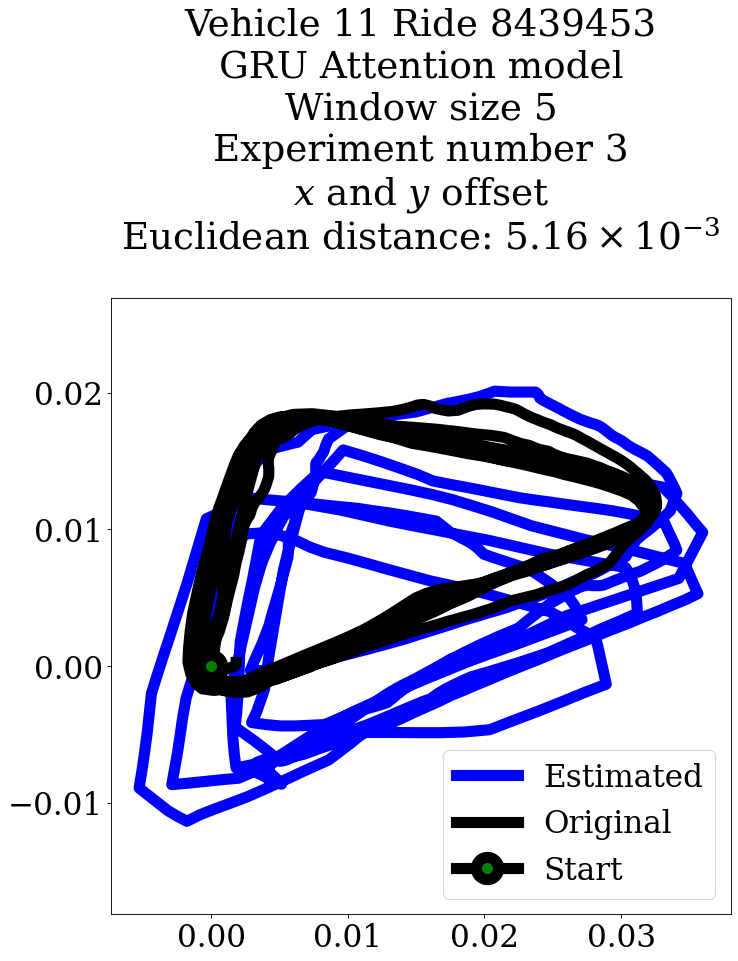 Vehicle 11 Ride 8439453
GRU Attention model
Window size 5
Experiment number 3
x and y offset
Euclidean distance: 5.16 × 10⁻³
0.02
0.01
0.00
−0.01
Estimated
Original
Start
0.00 0.01 0.02 0.03